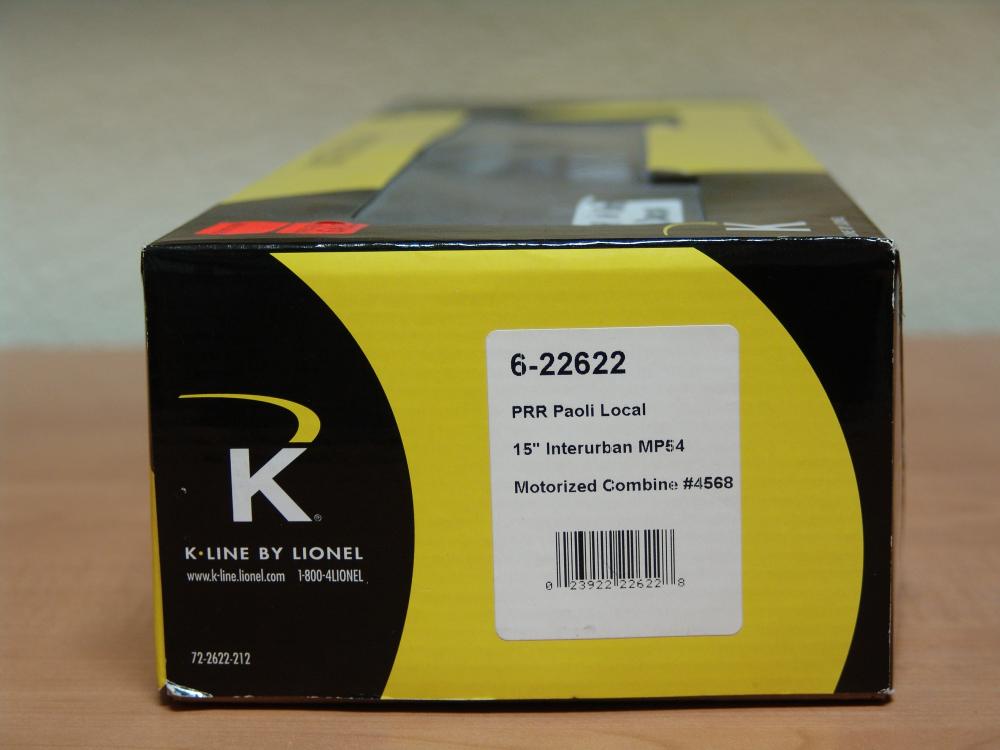 K
K
K·LINE BY LIONEL
www.k-line.lionel.com 1-800-4LIONEL
72-2622-212
6-22622
PRR Paoli Local
15" Interurban MP54
Motorized Combine #4568
0 23922 22622 8